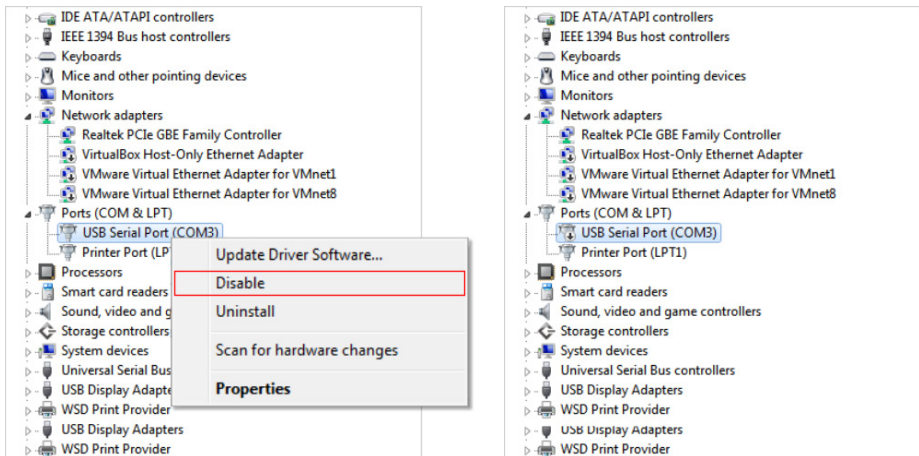 IDE ATA/ATAPI controllers
IEEE 1394 Bus host controllers
Keyboards
Mice and other pointing devices
Monitors
Network adapters
Realtek PCIe GBE Family Controller
VirtualBox Host-Only Ethernet Adapter
VMware Virtual Ethernet Adapter for VMnet1
VMware Virtual Ethernet Adapter for VMnet8
Ports (COM & LPT)
USB Serial Port (COM3)
Printer Port (LP
Processors
Smart card readers
Sound, video and g
Storage controllers
System devices
Universal Serial Bus
USB Display Adapte
WSD Print Provider
USB Display Adapters
WSD Print Provider
Update Driver Software...
Disable
Uninstall
Scan for hardware changes
Properties
IDE ATA/ATAPI controllers
IEEE 1394 Bus host controllers
Keyboards
Mice and other pointing devices
Monitors
Network adapters
Realtek PCIe GBE Family Controller
VirtualBox Host-Only Ethernet Adapter
VMware Virtual Ethernet Adapter for VMnet1
VMware Virtual Ethernet Adapter for VMnet8
Ports (COM & LPT)
USB Serial Port (COM3)
Printer Port (LPT1)
Processors
Smart card readers
Sound, video and game controllers
Storage controllers
System devices
Universal Serial Bus controllers
USB Display Adapters
WSD Print Provider
USB Display Adapters
WSD Print Provider